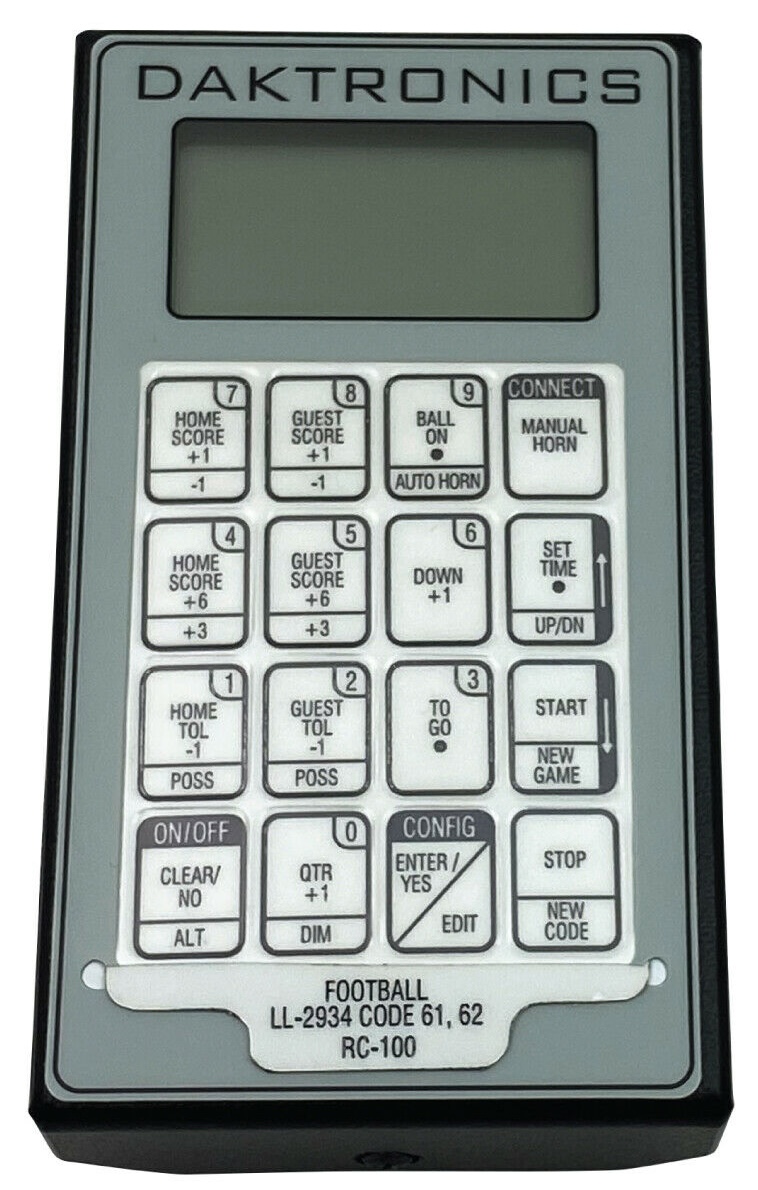 DAKTRONICS
7
HOME
SCORE
+1
-1
8
GUEST
SCORE
+1
-1
9
BALL
ON
AUTO HORN
CONNECT
MANUAL
HORN
4
HOME
SCORE
+6
+3
5
GUEST
SCORE
+6
+3
6
DOWN
+1
SET
TIME
UP/DN
1
HOME
TOL
-1
POSS
2
GUEST
TOL
-1
POSS
3
TO
GO
START
NEW
GAME
ON/OFF
CLEAR/
NO
ALT
0
QTR
+1
DIM
CONFIG
ENTER/
YES
EDIT
STOP
NEW
CODE
FOOTBALL
LL-2934 CODE 61, 62
RC-100